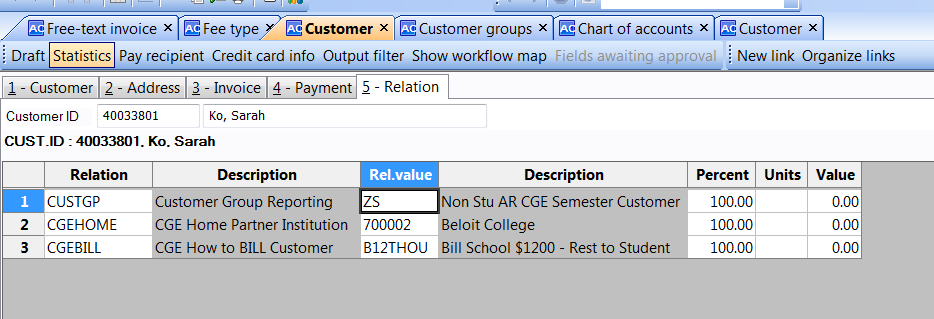 Free-text invoice × Fee type × Customer × Customer groups × Chart of accounts × Customer ×
Draft Statistics Pay recipient Credit card info Output filter Show workflow map Fields awaiting approval New link Organize links
1 - Customer 2 - Address 3 - Invoice 4 - Payment 5 - Relation
Customer ID 40033801 Ko, Sarah
CUST.ID : 40033801, Ko, Sarah
Relation Description Rel.value Description Percent Units Value
1 CUSTGP Customer Group Reporting ZS Non Stu AR CGE Semester Customer 100.00 0.00
2 CGEHOME CGE Home Partner Institution 700002 Beloit College 100.00 0.00
3 CGEBILL CGE How to BILL Customer B12THOU Bill School $1200 - Rest to Student 100.00 0.00